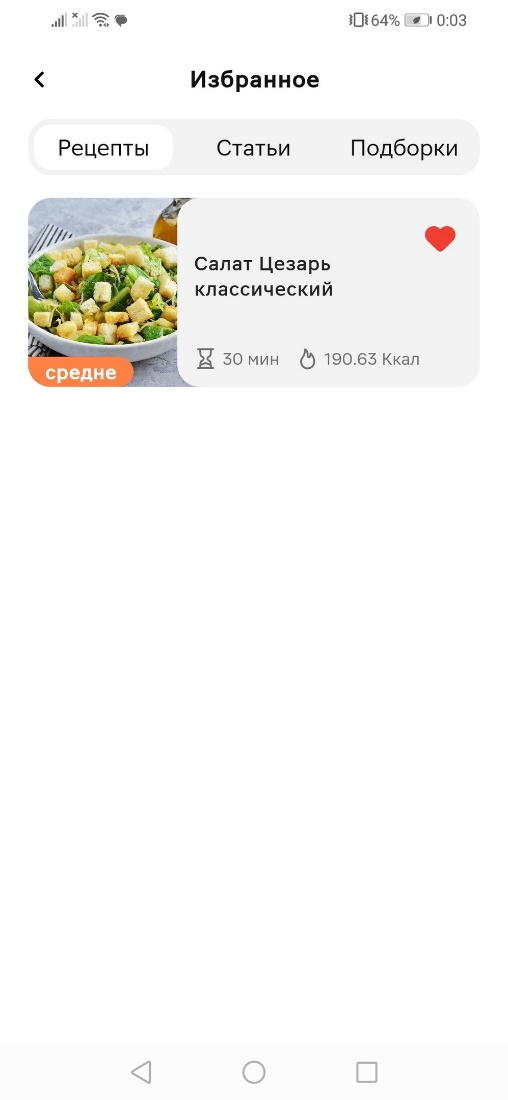 64% 0:03
Избранное
Рецепты Статьи Подборки
Салат Цезарь
классический
30 мин 190.63 Ккал
средне